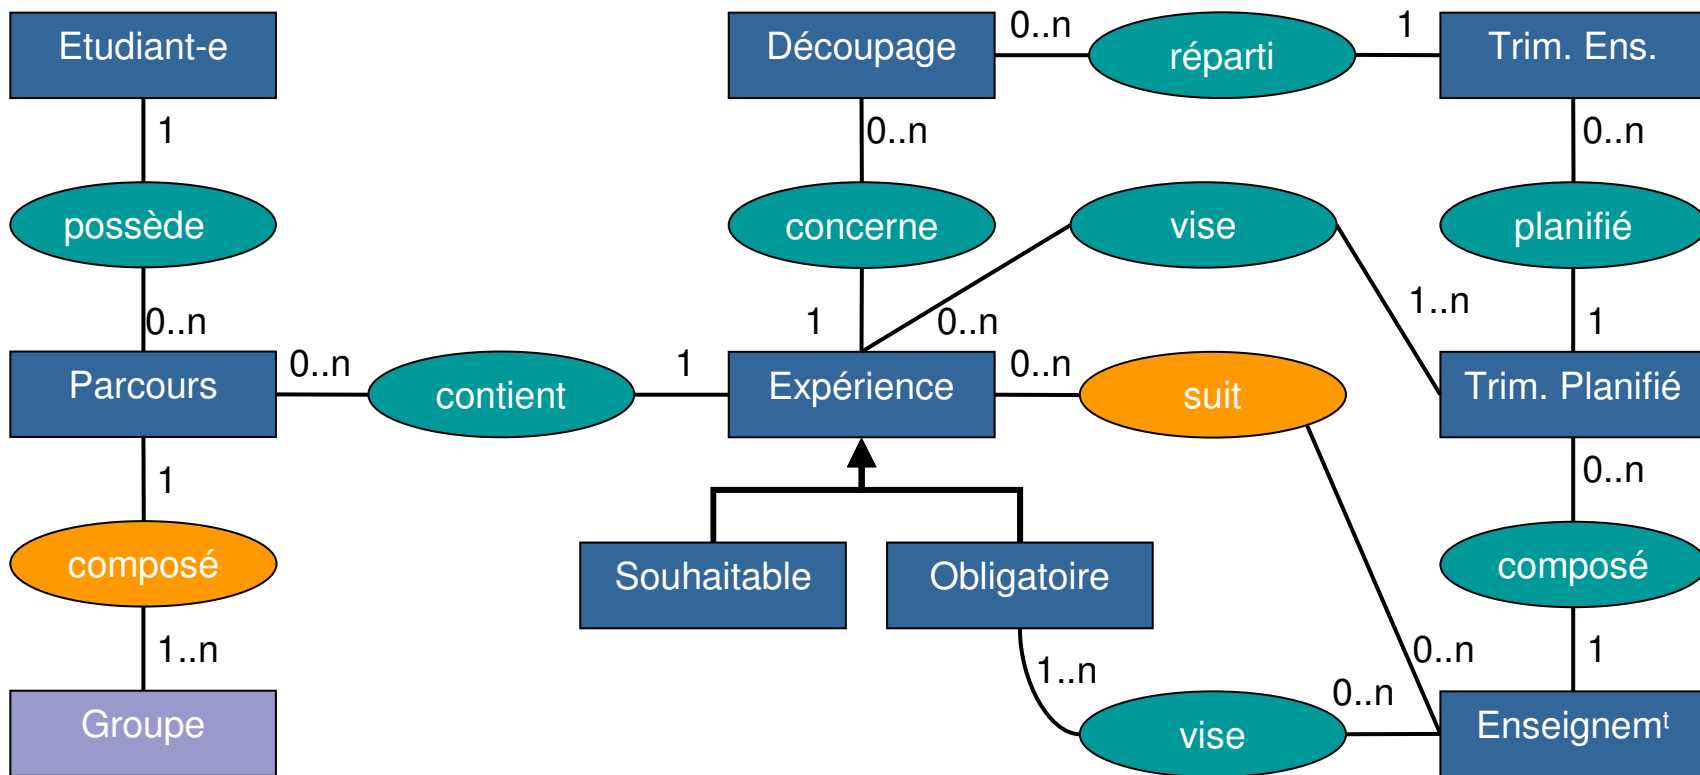 Etudiant-e
Découpage
0..n
réparti
1
Trim. Ens.
1
0..n
0..n
possède
concerne
vise
planifié
0..n
1
0..n
1..n
1
Parcours
0..n
contient
1
Expérience
0..n
suit
Trim. Planifié
1
0..n
composé
Souhaitable
Obligatoire
composé
1..n
1..n
0..n
0..n
1
Groupe
vise
Enseignemᵗ